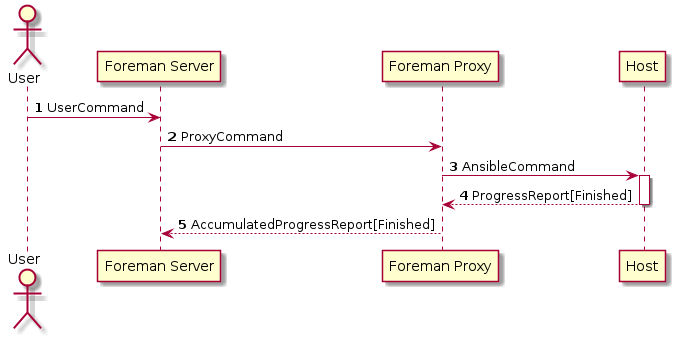 User
Foreman Server
Foreman Proxy
Host
1 UserCommand
2 ProxyCommand
3 AnsibleCommand
4 ProgressReport[Finished]
5 AccumulatedProgressReport[Finished]
User
Foreman Server
Foreman Proxy
Host